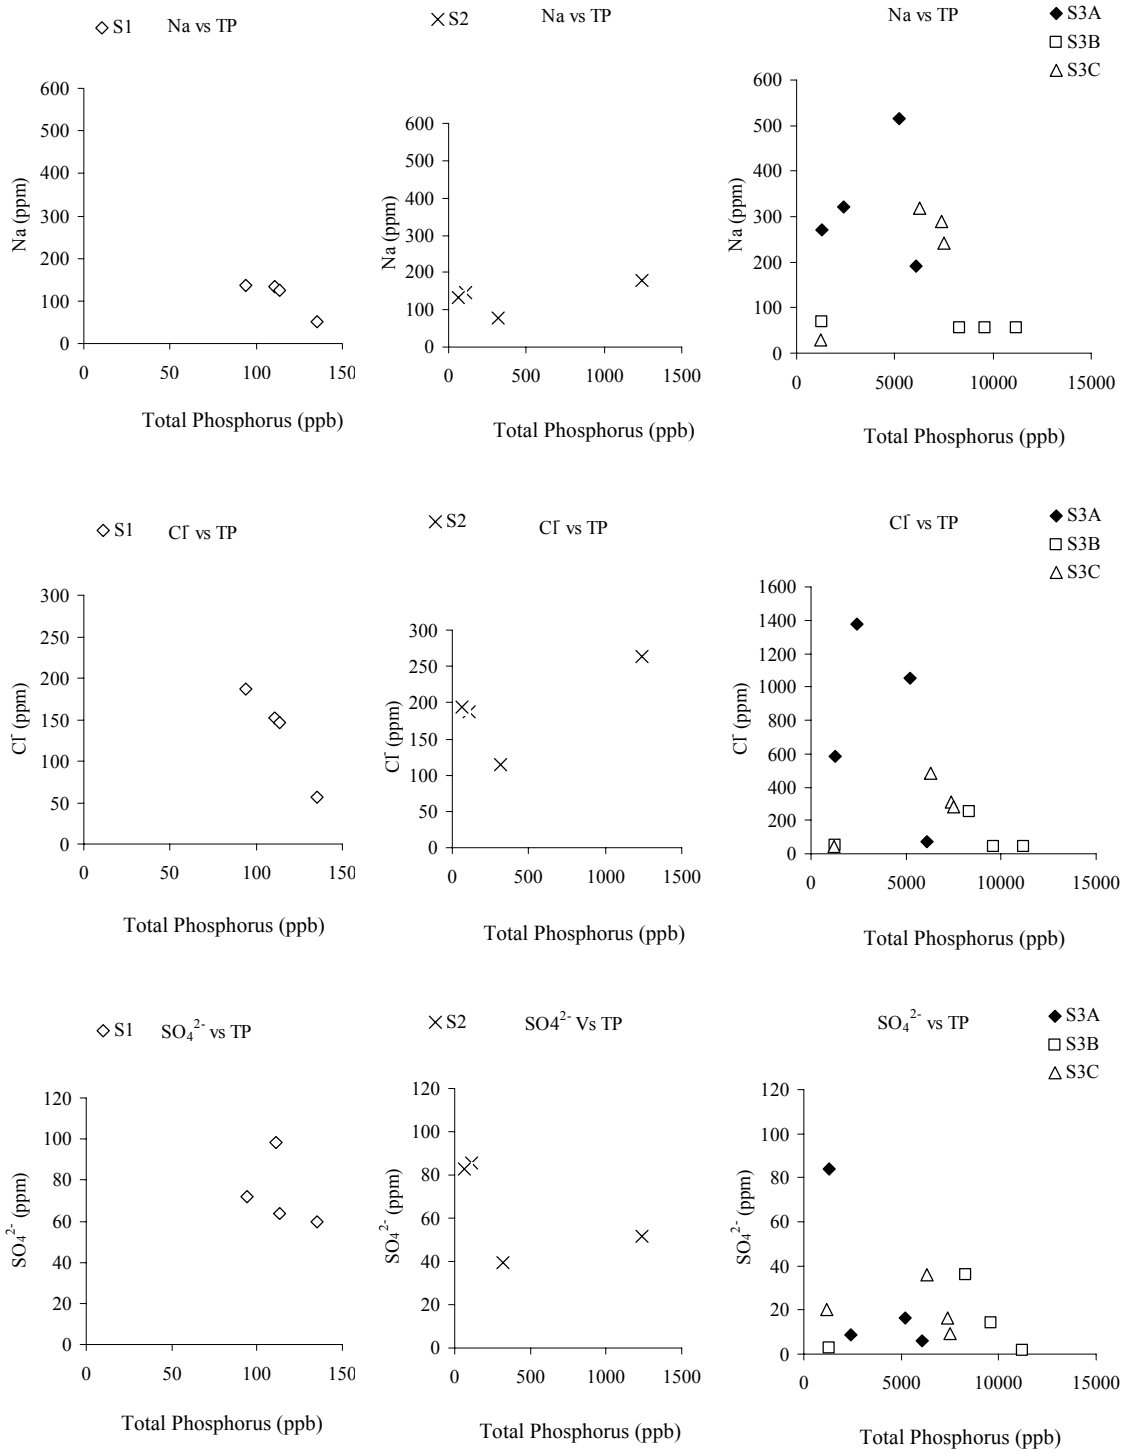 S1 Na vs TP
600
500
400
300
200
100
0
Na (ppm)
0 50 100 150
Total Phosphorus (ppb)
S2 Na vs TP
600
500
400
300
200
100
0
Na (ppm)
0 500 1000 1500
Total Phosphorus (ppb)
Na vs TP
S3A
S3B
S3C
600
500
400
300
200
100
0
Na (ppm)
0 5000 10000 15000
Total Phosphorus (ppb)
S1 Cl⁻ vs TP
300
250
200
150
100
50
0
Cl⁻ (ppm)
0 50 100 150
Total Phosphorus (ppb)
S2 Cl⁻ vs TP
300
250
200
150
100
50
0
Cl⁻ (ppm)
0 500 1000 1500
Total Phosphorus (ppb)
Cl⁻ vs TP
S3A
S3B
S3C
1600
1400
1200
1000
800
600
400
200
0
Cl⁻ (ppm)
0 5000 10000 15000
Total Phosphorus (ppb)
S1 SO₄²⁻ vs TP
120
100
80
60
40
20
0
SO₄²⁻ (ppm)
0 50 100 150
Total Phosphorus (ppb)
S2 SO4²⁻ Vs TP
120
100
80
60
40
20
0
SO₄²⁻ (ppm)
0 500 1000 1500
Total Phosphorus (ppb)
SO₄²⁻ vs TP
S3A
S3B
S3C
120
100
80
60
40
20
0
SO₄²⁻ (ppm)
0 5000 10000 15000
Total Phosphorus (ppb)